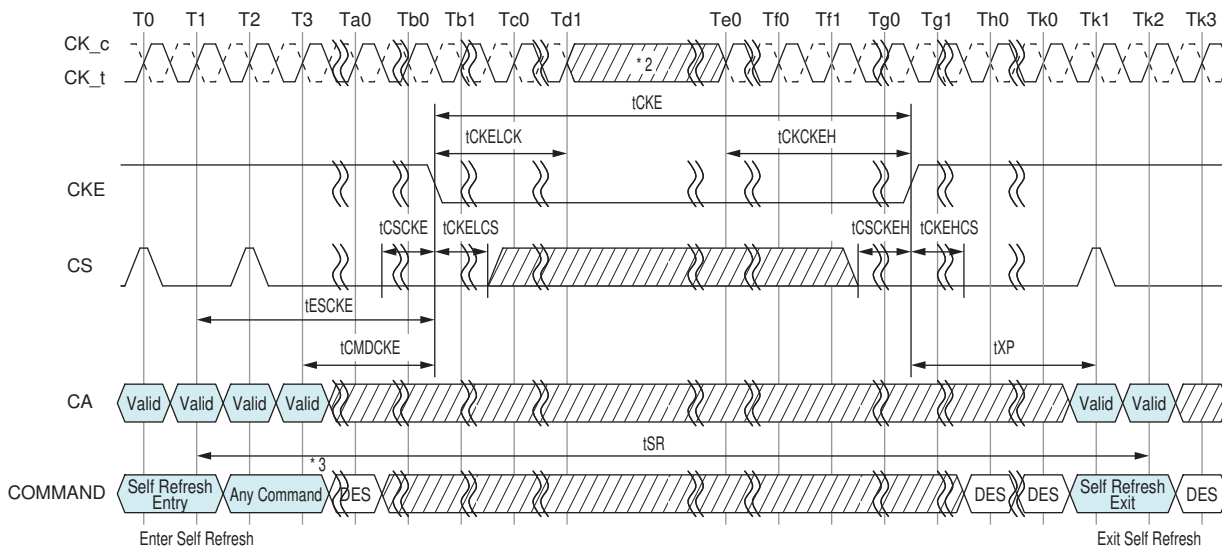 T0 T1 T2 T3 Ta0 Tb0 Tb1 Tc0 Td1 Te0 Tf0 Tf1 Tg0 Tg1 Th0 Tk0 Tk1 Tk2 Tk3
CK_c
CK_t
* 2
tCKE
tCKELCK tCKCKEH
CKE
tCSCKE tCKELCS tCSCKEH tCKEHCS
CS
tESCKE
tCMDCKE tXP
CA Valid Valid Valid Valid Valid Valid
tSR
* 3
COMMAND Self Refresh Entry Any Command DES DES DES Self Refresh Exit DES
Enter Self Refresh Exit Self Refresh